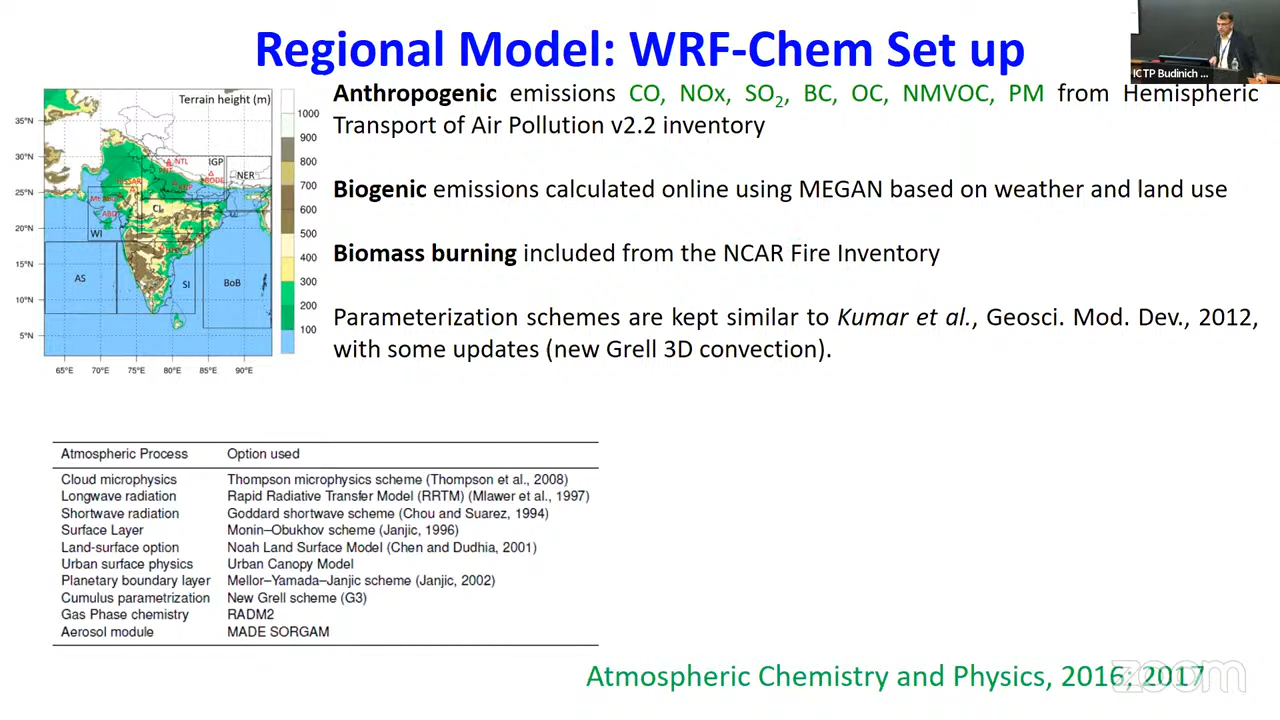 Regional Model: WRF-Chem Set up
ICTP Budinich ...
Terrain height (m)
35°N
30°N
25°N
20°N
15°N
10°N
5°N
65°E 70°E 75°E 80°E 85°E 90°E
NTL
IGP
NER
BODE
CI
WI
AS
SI
BoB
1000
900
800
700
600
500
400
300
200
100
Anthropogenic emissions CO, NOx, SO2, BC, OC, NMVOC, PM from Hemispheric
Transport of Air Pollution v2.2 inventory
Biogenic emissions calculated online using MEGAN based on weather and land use
Biomass burning included from the NCAR Fire Inventory
Parameterization schemes are kept similar to Kumar et al., Geosci. Mod. Dev., 2012,
with some updates (new Grell 3D convection).
Atmospheric Process Option used
Cloud microphysics Thompson microphysics scheme (Thompson et al., 2008)
Longwave radiation Rapid Radiative Transfer Model (RRTM) (Mlawer et al., 1997)
Shortwave radiation Goddard shortwave scheme (Chou and Suarez, 1994)
Surface Layer Monin–Obukhov scheme (Janjic, 1996)
Land-surface option Noah Land Surface Model (Chen and Dudhia, 2001)
Urban surface physics Urban Canopy Model
Planetary boundary layer Mellor–Yamada–Janjic scheme (Janjic, 2002)
Cumulus parametrization New Grell scheme (G3)
Gas Phase chemistry RADM2
Aerosol module MADE SORGAM
Atmospheric Chemistry and Physics, 2016; 2017
zoom